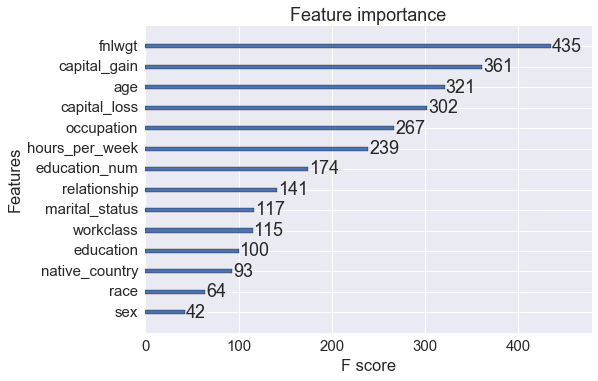 Feature importance
Features
fnlwgt 435
capital_gain 361
age 321
capital_loss 302
occupation 267
hours_per_week 239
education_num 174
relationship 141
marital_status 117
workclass 115
education 100
native_country 93
race 64
sex 42
0 100 200 300 400
F score